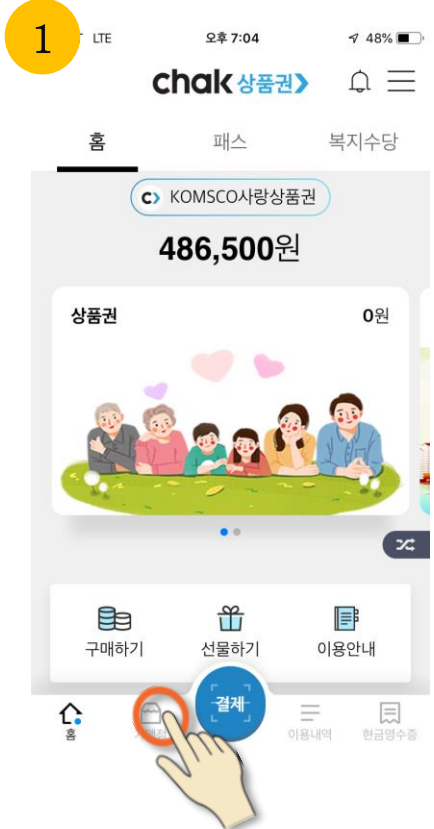 1
LTE 오후 7:04 48%
chak 상품권
홈 패스 복지수당
KOMSCO사랑상품권
486,500원
상품권 0원
구매하기 선물하기 이용안내
결제
홈 이용내역 현금영수증